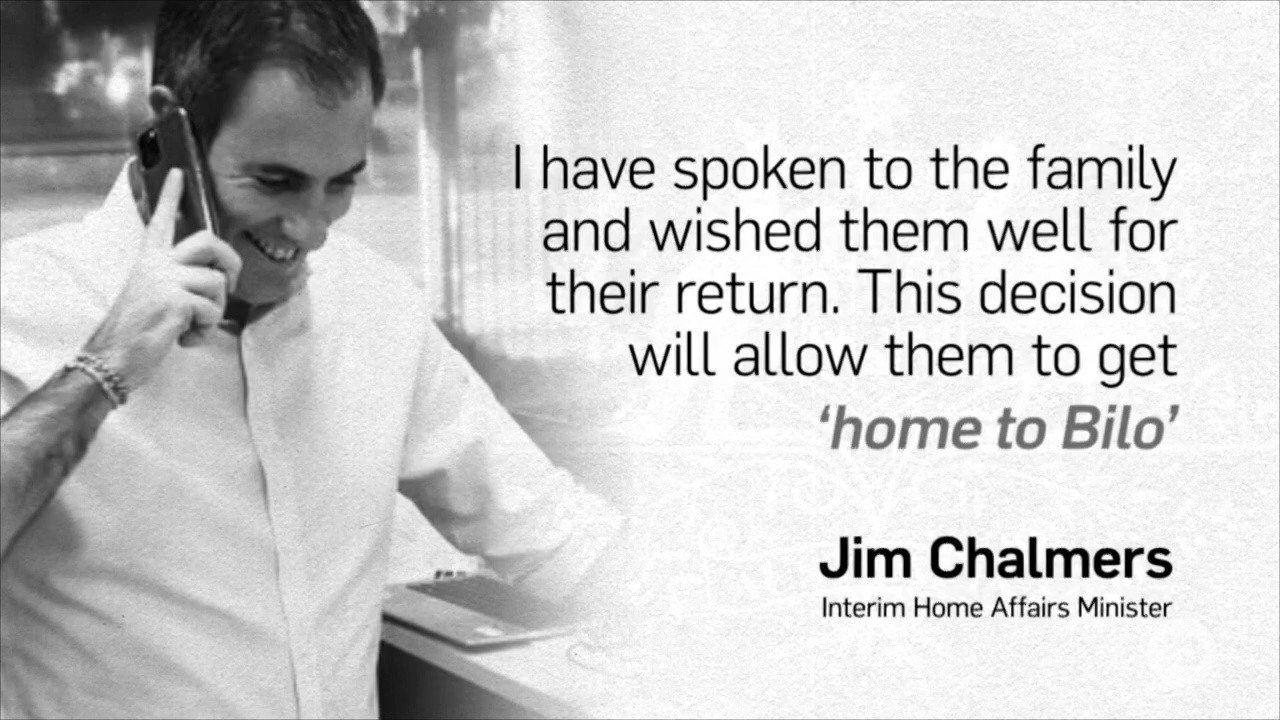 I have spoken to the family
and wished them well for
their return. This decision
will allow them to get
‘home to Bilo’
Jim Chalmers
Interim Home Affairs Minister